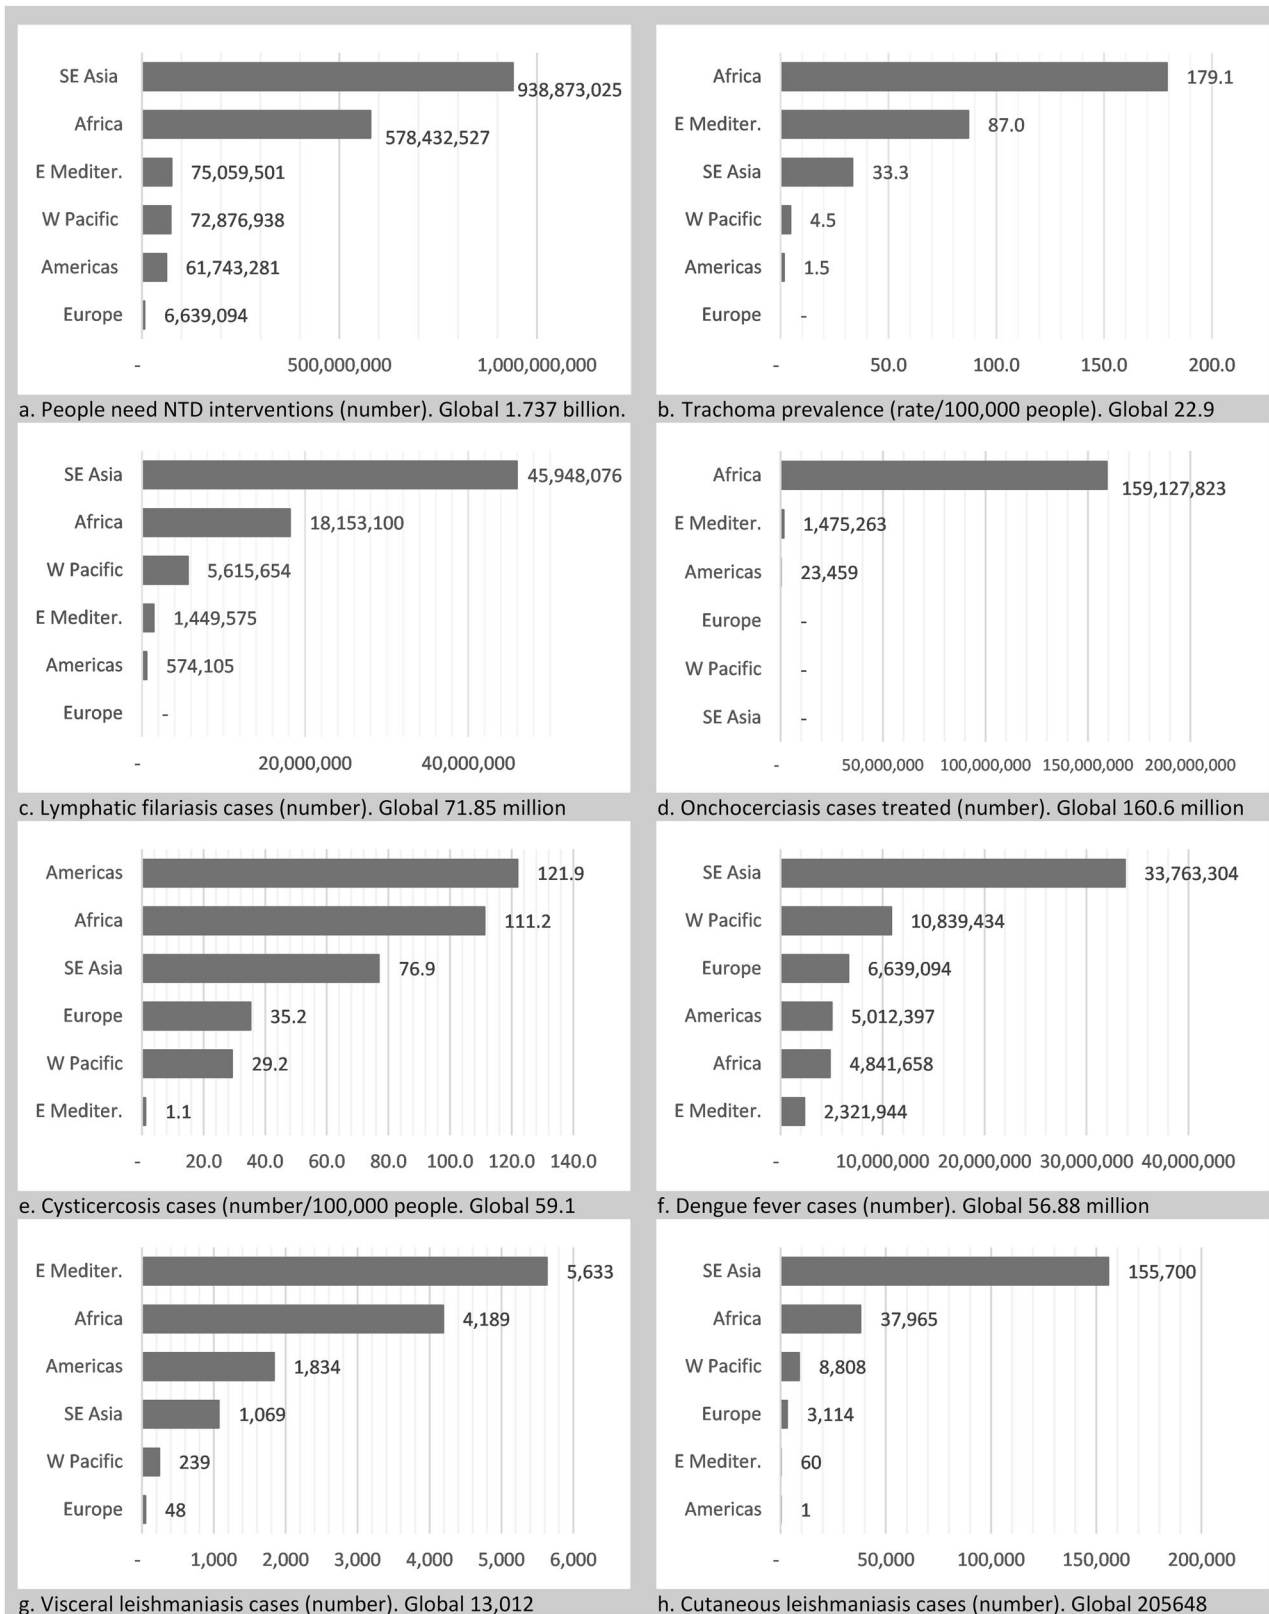 SE Asia 938,873,025
Africa 578,432,527
E Mediter. 75,059,501
W Pacific 72,876,938
Americas 61,743,281
Europe 6,639,094
- 500,000,000 1,000,000,000
a. People need NTD interventions (number). Global 1.737 billion.
Africa 179.1
E Mediter. 87.0
SE Asia 33.3
W Pacific 4.5
Americas 1.5
Europe -
- 50.0 100.0 150.0 200.0
b. Trachoma prevalence (rate/100,000 people). Global 22.9
SE Asia 45,948,076
Africa 18,153,100
W Pacific 5,615,654
E Mediter. 1,449,575
Americas 574,105
Europe -
- 20,000,000 40,000,000
c. Lymphatic filariasis cases (number). Global 71.85 million
Africa 159,127,823
E Mediter. 1,475,263
Americas 23,459
Europe -
W Pacific -
SE Asia -
- 50,000,000 100,000,000 150,000,000 200,000,000
d. Onchocerciasis cases treated (number). Global 160.6 million
Americas 121.9
Africa 111.2
SE Asia 76.9
Europe 35.2
W Pacific 29.2
E Mediter. 1.1
- 20.0 40.0 60.0 80.0 100.0 120.0 140.0
e. Cysticercosis cases (number/100,000 people. Global 59.1
SE Asia 33,763,304
W Pacific 10,839,434
Europe 6,639,094
Americas 5,012,397
Africa 4,841,658
E Mediter. 2,321,944
- 10,000,000 20,000,000 30,000,000 40,000,000
f. Dengue fever cases (number). Global 56.88 million
E Mediter. 5,633
Africa 4,189
Americas 1,834
SE Asia 1,069
W Pacific 239
Europe 48
- 1,000 2,000 3,000 4,000 5,000 6,000
g. Visceral leishmaniasis cases (number). Global 13,012
SE Asia 155,700
Africa 37,965
W Pacific 8,808
Europe 3,114
E Mediter. 60
Americas 1
- 50,000 100,000 150,000 200,000
h. Cutaneous leishmaniasis cases (number). Global 205648